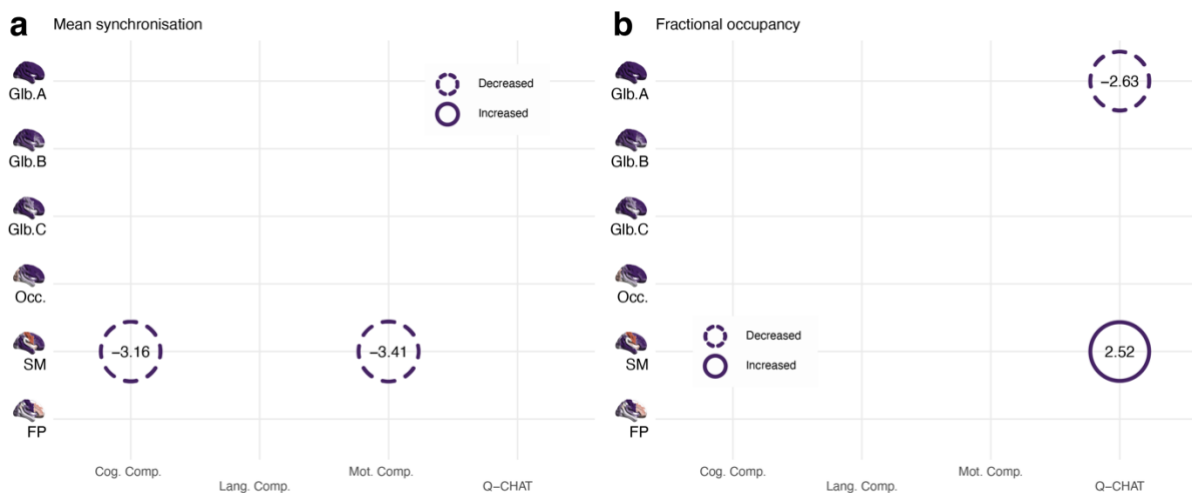 a Mean synchronisation
Glb.A
Glb.B
Glb.C
Occ.
SM
FP
Decreased
Increased
−3.16
−3.41
Cog. Comp.
Lang. Comp.
Mot. Comp.
Q−CHAT
b Fractional occupancy
Glb.A
Glb.B
Glb.C
Occ.
SM
FP
−2.63
Decreased
Increased
2.52
Cog. Comp.
Lang. Comp.
Mot. Comp.
Q−CHAT